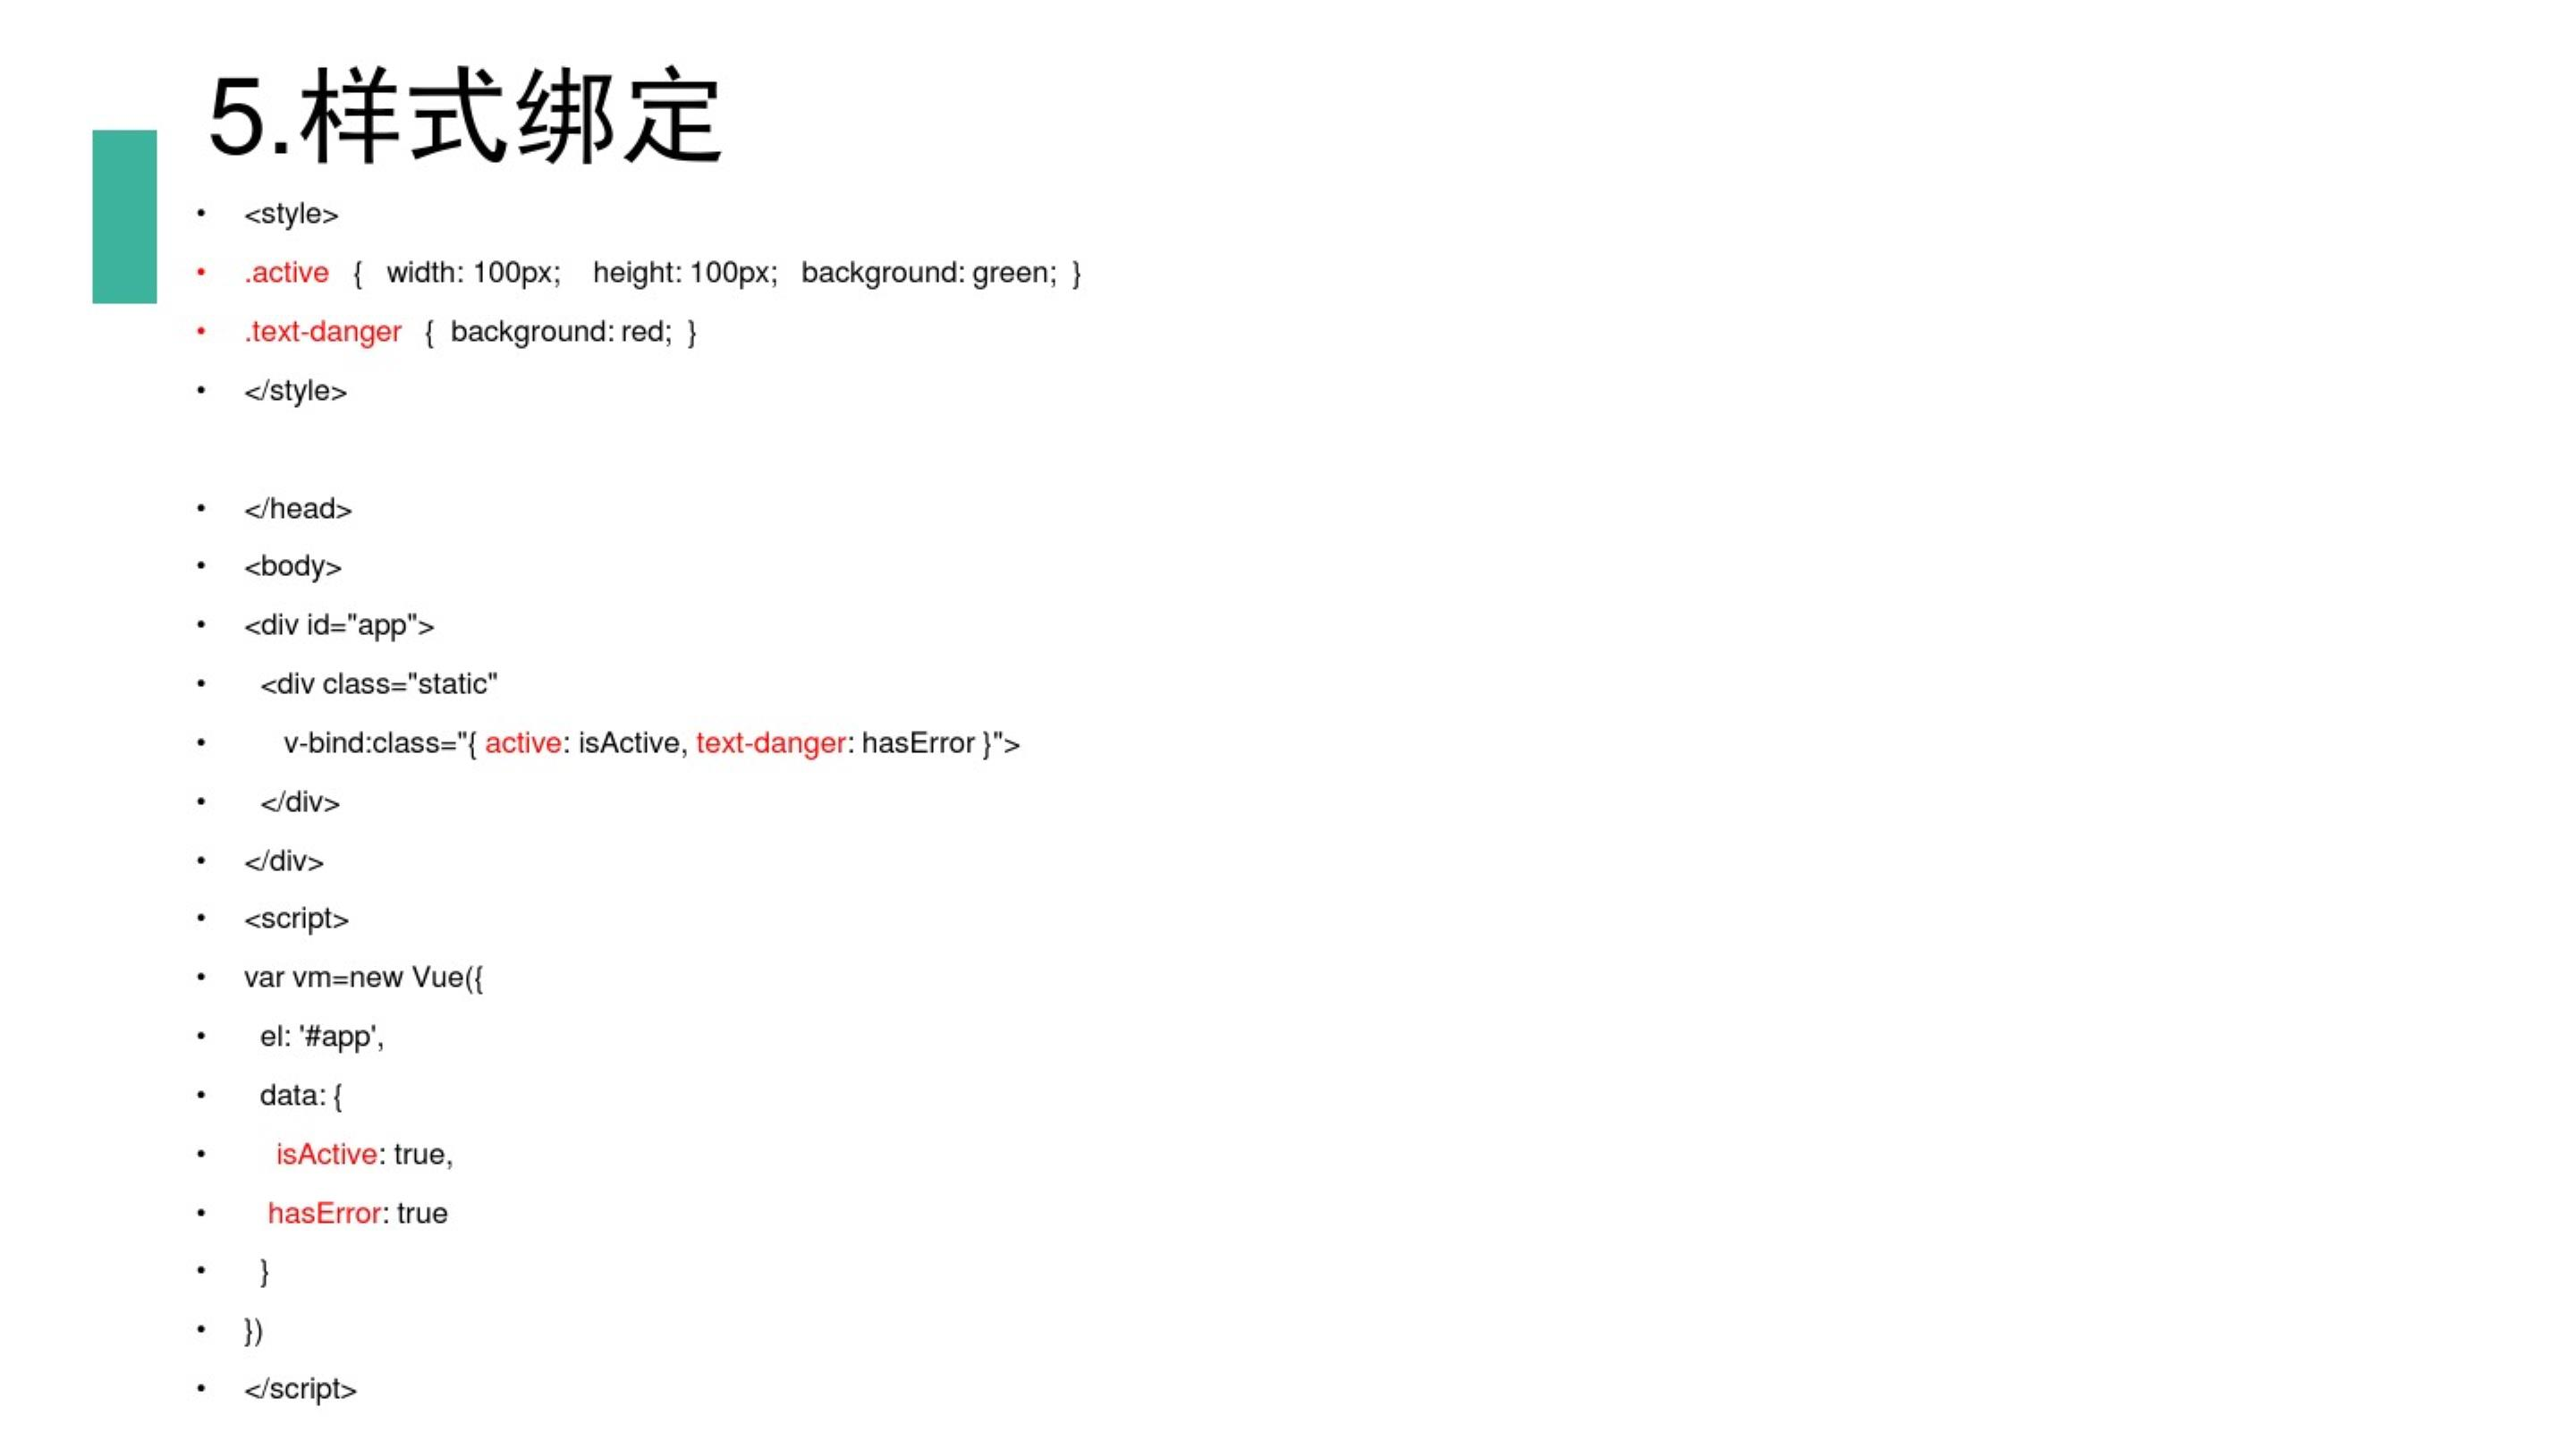 5.样式绑定
• <style>
• .active { width: 100px; height: 100px; background: green; }
• .text-danger { background: red; }
• </style>
• </head>
• <body>
• <div id="app">
• <div class="static"
• v-bind:class="{ active: isActive, text-danger: hasError }">
• </div>
• </div>
• <script>
• var vm=new Vue({
• el: '#app',
• data: {
• isActive: true,
• hasError: true
• }
• })
• </script>